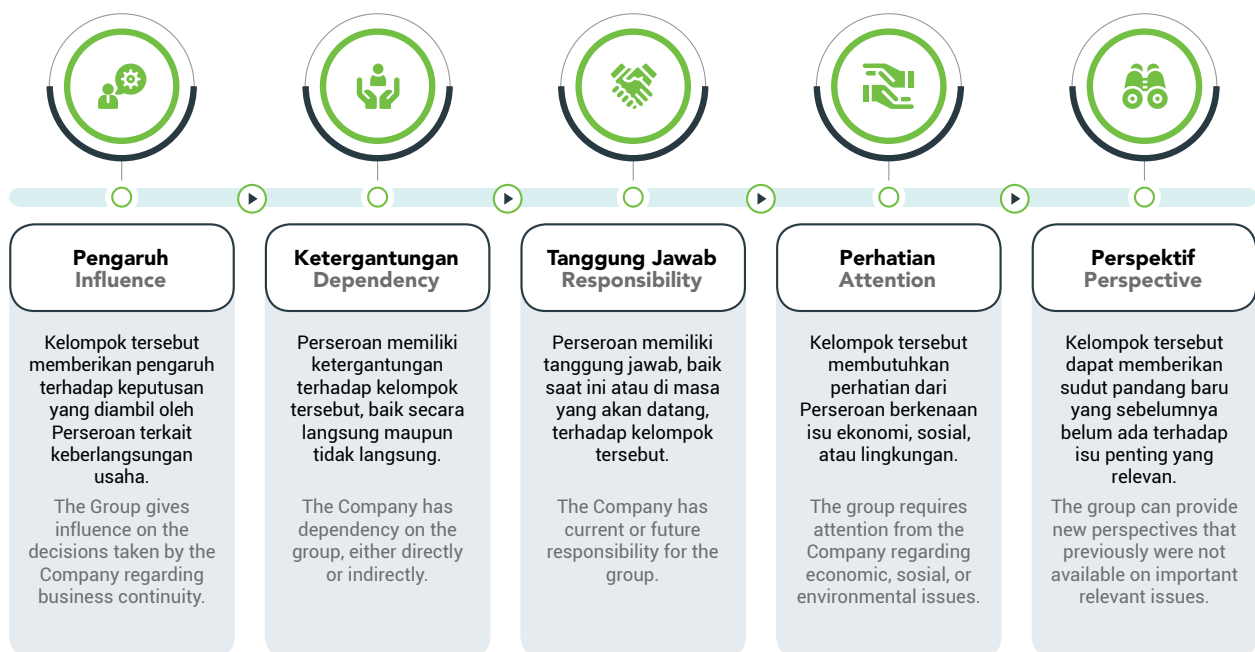 Pengaruh
Influence
Kelompok tersebut
memberikan pengaruh
terhadap keputusan
yang diambil oleh
Perseroan terkait
keberlangsungan
usaha.
The Group gives
influence on the
decisions taken by the
Company regarding
business continuity.
Ketergantungan
Dependency
Perseroan memiliki
ketergantungan
terhadap kelompok
tersebut, baik secara
langsung maupun
tidak langsung.
The Company has
dependency on the
group, either directly
or indirectly.
Tanggung Jawab
Responsibility
Perseroan memiliki
tanggung jawab, baik
saat ini atau di masa
yang akan datang,
terhadap kelompok
tersebut.
The Company has
current or future
responsibility for the
group.
Perhatian
Attention
Kelompok tersebut
membutuhkan
perhatian dari
Perseroan berkenaan
isu ekonomi, sosial,
atau lingkungan.
The group requires
attention from the
Company regarding
economic, sosial, or
environmental issues.
Perspektif
Perspective
Kelompok tersebut
dapat memberikan
sudut pandang baru
yang sebelumnya
belum ada terhadap
isu penting yang
relevan.
The group can provide
new perspectives that
previously were not
available on important
relevant issues.